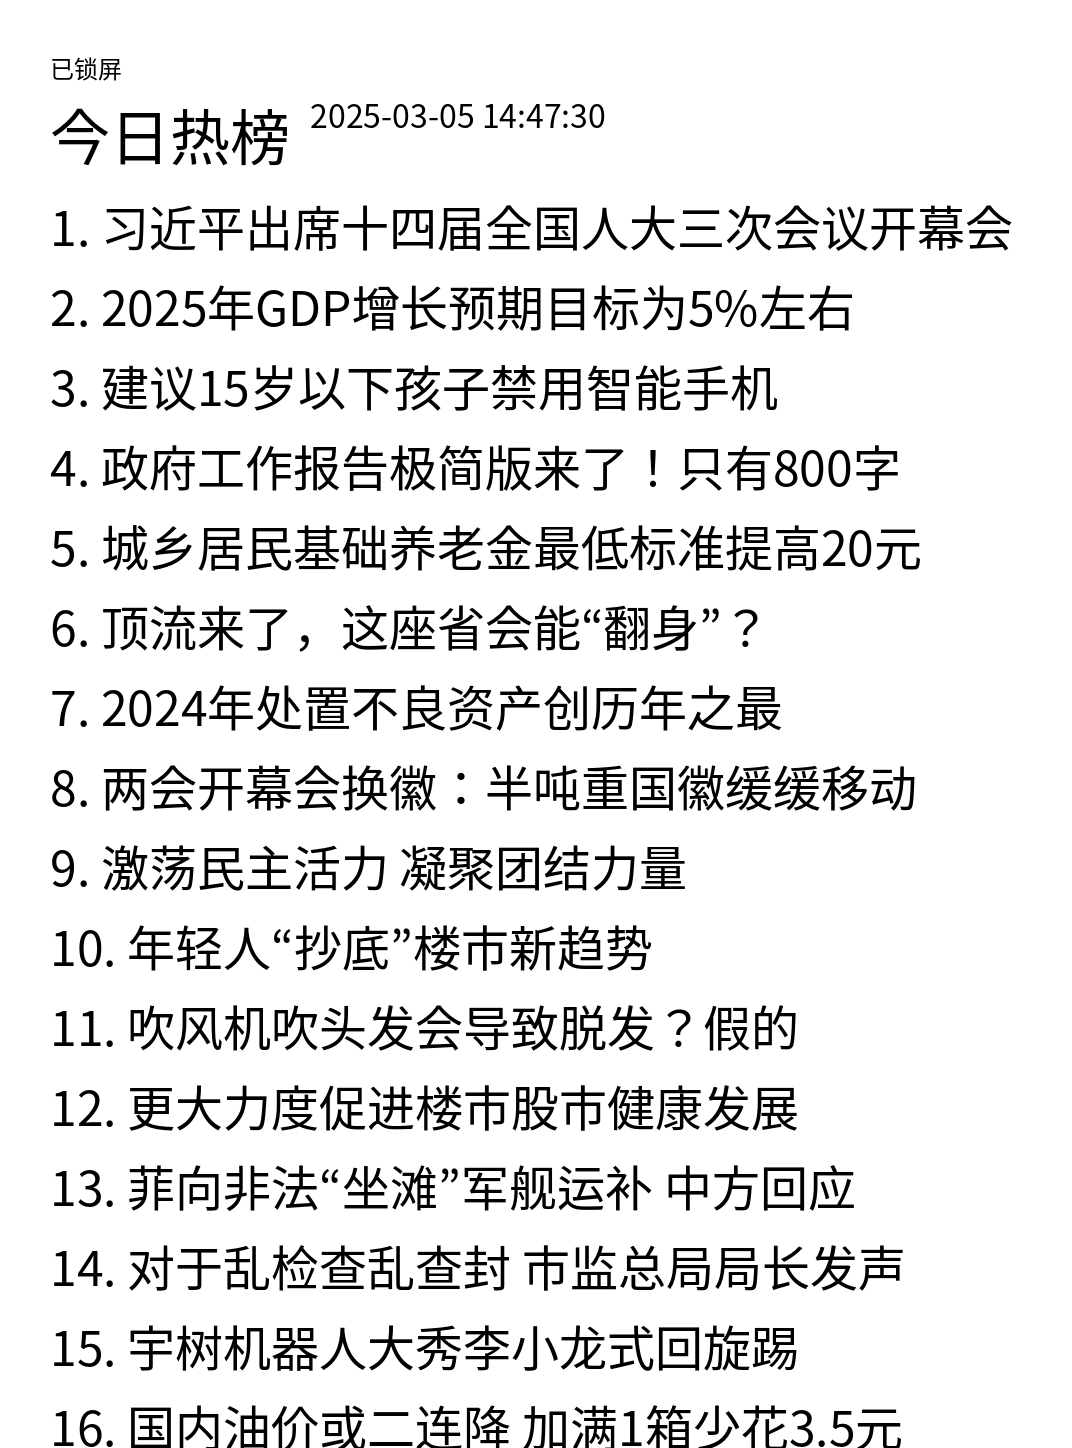 已锁屏
今日热榜 2025-03-05 14:47:30
1. 习近平出席十四届全国人大三次会议开幕会
2. 2025年GDP增长预期目标为5%左右
3. 建议15岁以下孩子禁用智能手机
4. 政府工作报告极简版来了！只有800字
5. 城乡居民基础养老金最低标准提高20元
6. 顶流来了，这座省会能“翻身”？
7. 2024年处置不良资产创历年之最
8. 两会开幕会换徽：半吨重国徽缓缓移动
9. 激荡民主活力 凝聚团结力量
10. 年轻人“抄底”楼市新趋势
11. 吹风机吹头发会导致脱发？假的
12. 更大力度促进楼市股市健康发展
13. 菲向非法“坐滩”军舰运补 中方回应
14. 对于乱检查乱查封 市监总局局长发声
15. 宇树机器人大秀李小龙式回旋踢
16. 国内油价或二连降 加满1箱少花3.5元